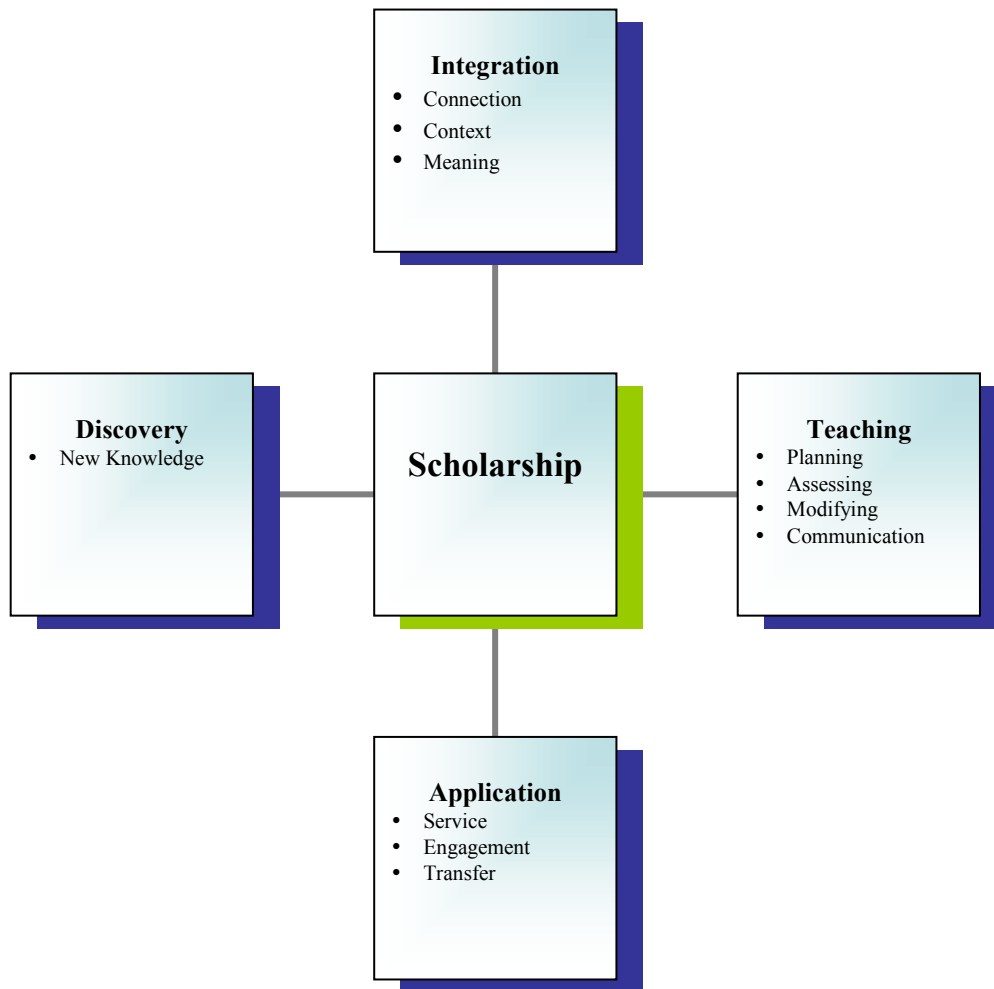 Integration
• Connection
• Context
• Meaning
Discovery
• New Knowledge
Scholarship
Teaching
• Planning
• Assessing
• Modifying
• Communication
Application
• Service
• Engagement
• Transfer